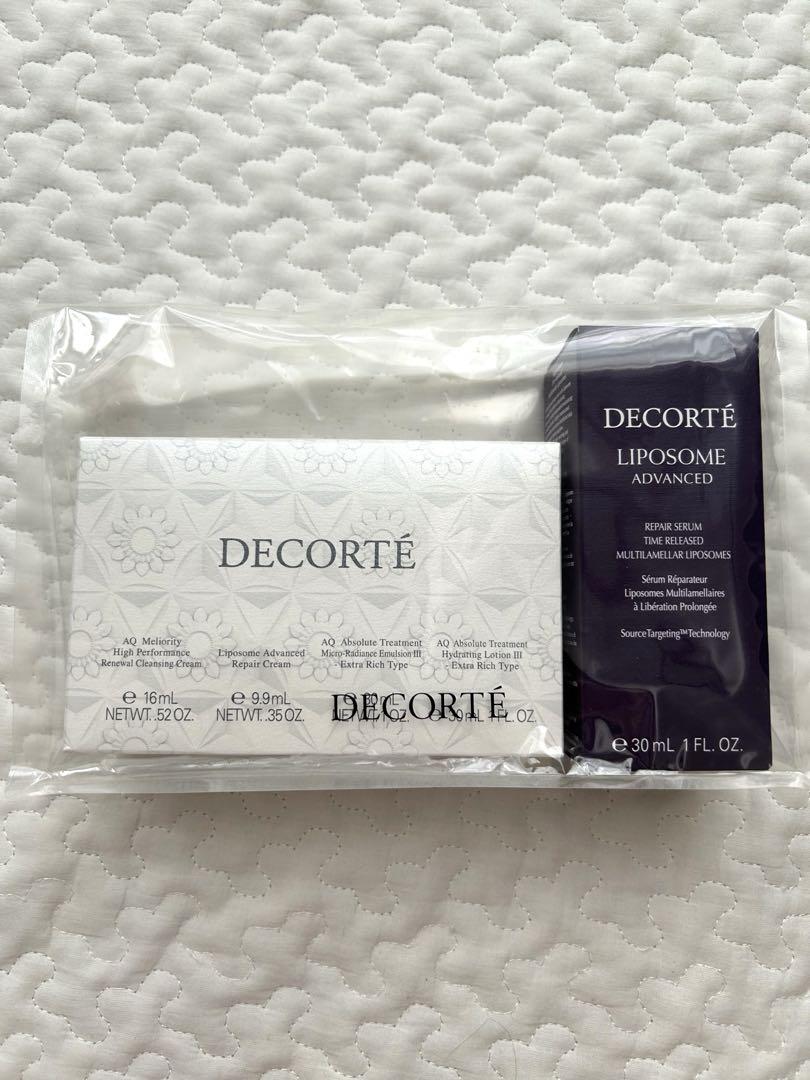 DECORTÉ
AQ Meliority
High Performance
Renewal Cleansing Cream
e 16mL
NETWT. .52 OZ.
Liposome Advanced
Repair Cream
e 9.9mL
NETWT. .35 OZ.
AQ Absolute Treatment
Micro-Radiance Emulsion III
- Extra Rich Type
AQ Absolute Treatment
Hydrating Lotion III
- Extra Rich Type
DECORTÉ
DECORTÉ
LIPOSOME
ADVANCED
REPAIR SERUM
TIME RELEASED
MULTILAMELLAR LIPOSOMES
Sérum Réparateur
Liposomes Multilamellaires
à Libération Prolongée
SourceTargeting™Technology
e 30 mL 1 FL. OZ.